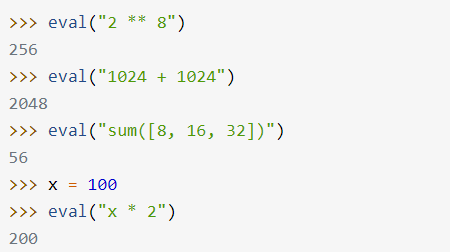 >>> eval("2 ** 8")
256
>>> eval("1024 + 1024")
2048
>>> eval("sum([8, 16, 32])")
56
>>> x = 100
>>> eval("x * 2")
200